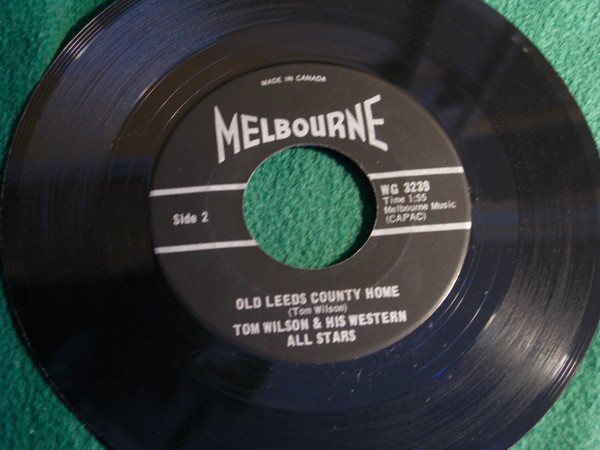 MADE IN CANADA
MELBOURNE
Side 2
WG 3239
Time 1:55
Melbourne Music
(CAPAC)
OLD LEEDS COUNTY HOME
(Tom Wilson)
TOM WILSON & HIS WESTERN
ALL STARS